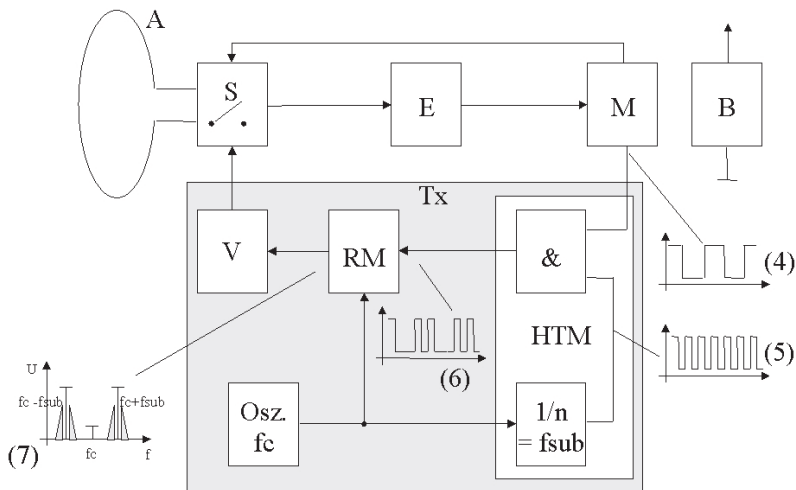 A
S
E
M
B
Tx
V
RM
&
(4)
HTM
(5)
(6)
U
fc -fsub
fc+fsub
fc
f
(7)
Osz.
fc
1/n
= fsub